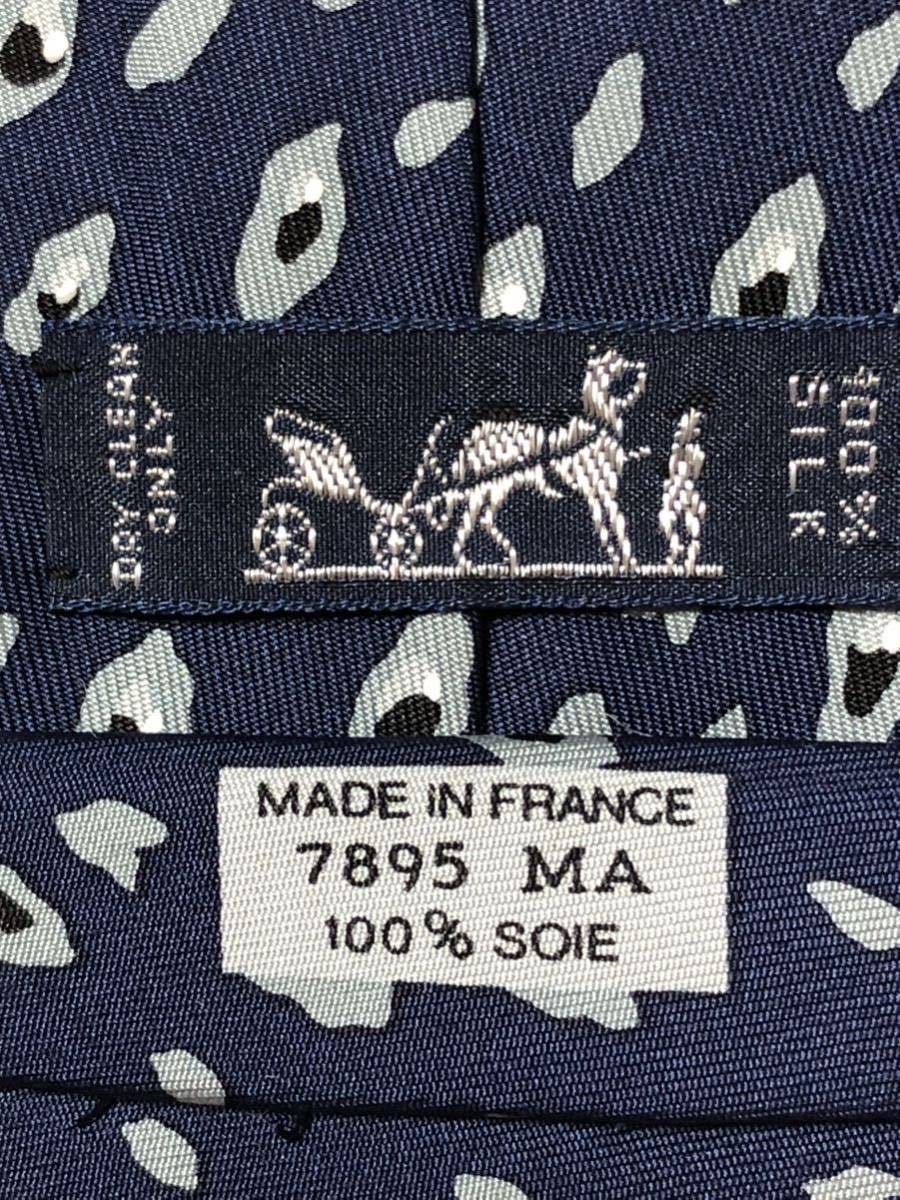 DRY CLEAN
ONLY
100%
SILK
MADE IN FRANCE
7895 MA
100% SOIE